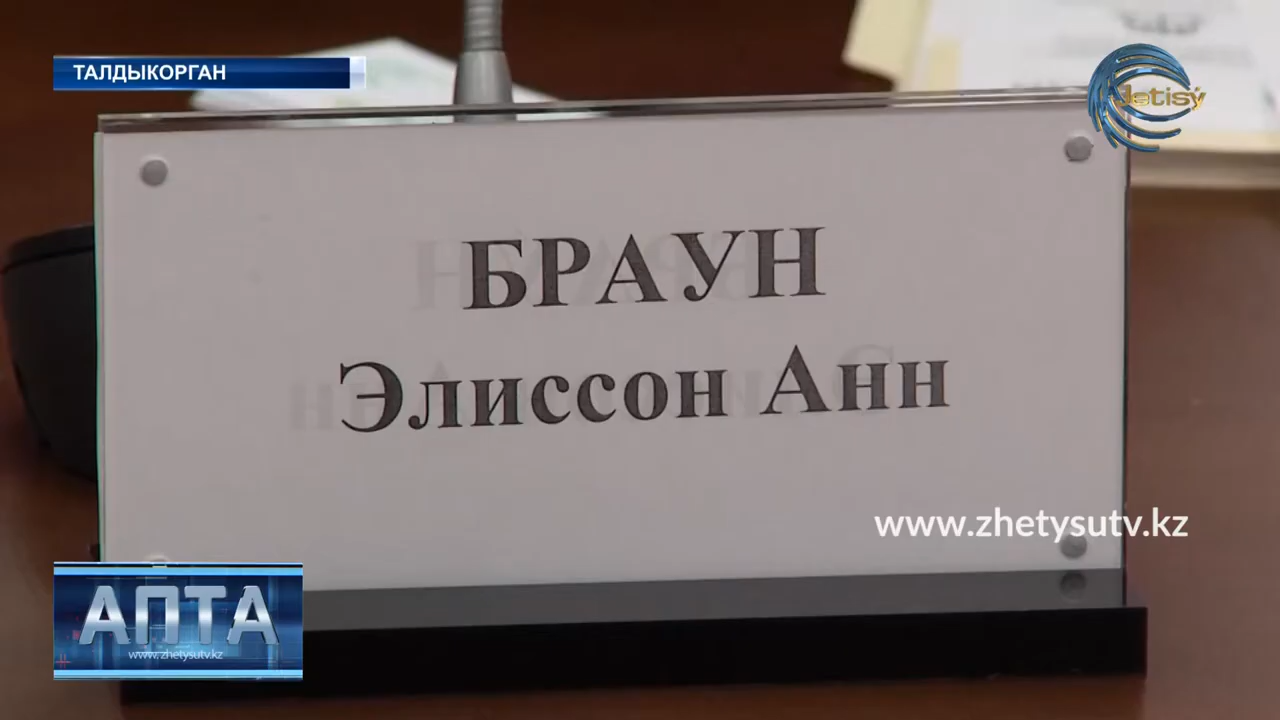 ТАЛДЫКОРГАН
Jetisý
БРАУН
Элиссон Анн
www.zhetysutv.kz
АПТА
www.zhetysutv.kz